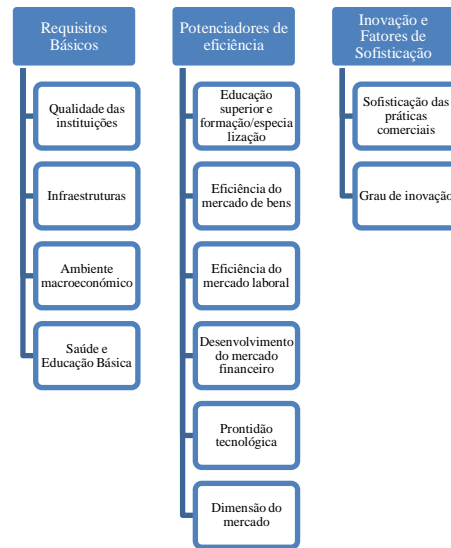 Requisitos
Básicos
Qualidade das
instituições
Infraestruturas
Ambiente
macroeconómico
Saúde e
Educação Básica
Potenciadores de
eficiência
Educação
superior e
formação/especia
lização
Eficiência do
mercado de bens
Eficiência do
mercado laboral
Desenvolvimento
do mercado
financeiro
Prontidão
tecnológica
Dimensão do
mercado
Inovação e
Fatores de
Sofisticação
Sofisticação das
práticas
comerciais
Grau de inovação